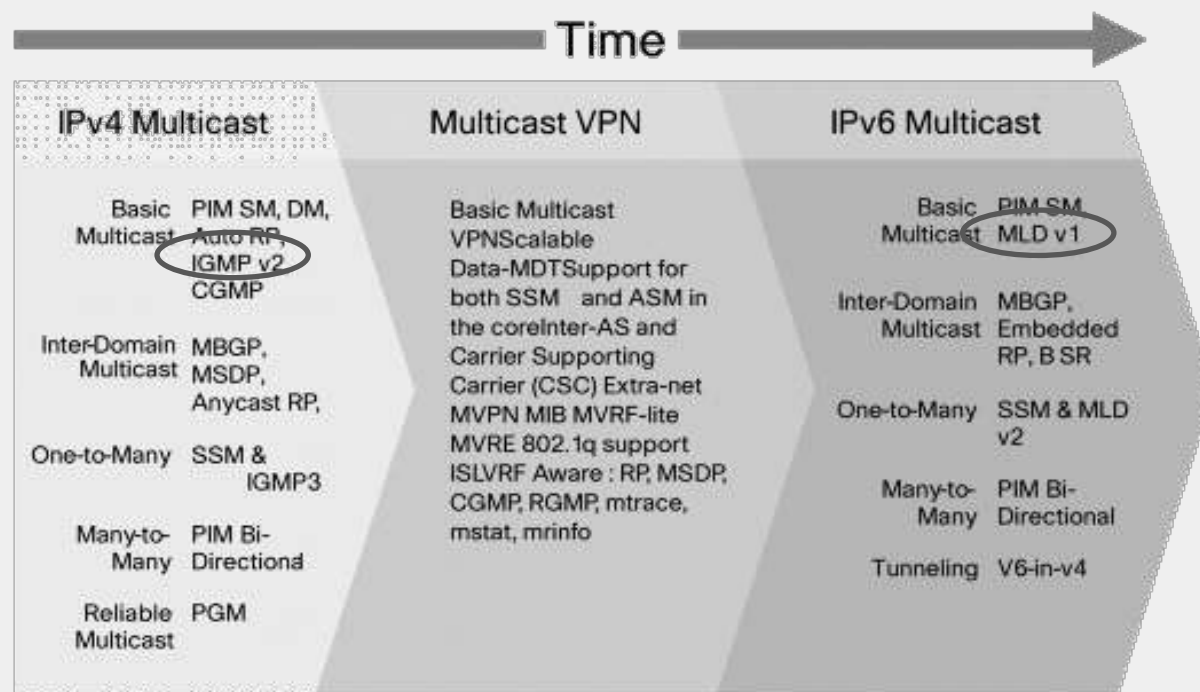 Time
IPv4 Multicast
Basic Multicast
PIM SM, DM,
Auto RP,
IGMP v2
CGMP
Inter-Domain Multicast
MBGP,
MSDP,
Anycast RP,
One-to-Many
SSM &
IGMP3
Many-to-
Many
PIM Bi-
Directional
Reliable
Multicast
PGM
Multicast VPN
Basic Multicast
VPNScalable
Data-MDTSupport for
both SSM and ASM in
the coreInter-AS and
Carrier Supporting
Carrier (CSC) Extra-net
MVPN MIB MVRF-lite
MVRE 802.1q support
ISLVRF Aware : RP, MSDP,
CGMP, RGMP, mtrace,
mstat, mrinfo
IPv6 Multicast
Basic
Multicast
PIM SM
MLD v1
Inter-Domain
Multicast
MBGP,
Embedded
RP, B SR
One-to-Many
SSM & MLD
v2
Many-to-
Many
PIM Bi-
Directional
Tunneling
V6-in-v4